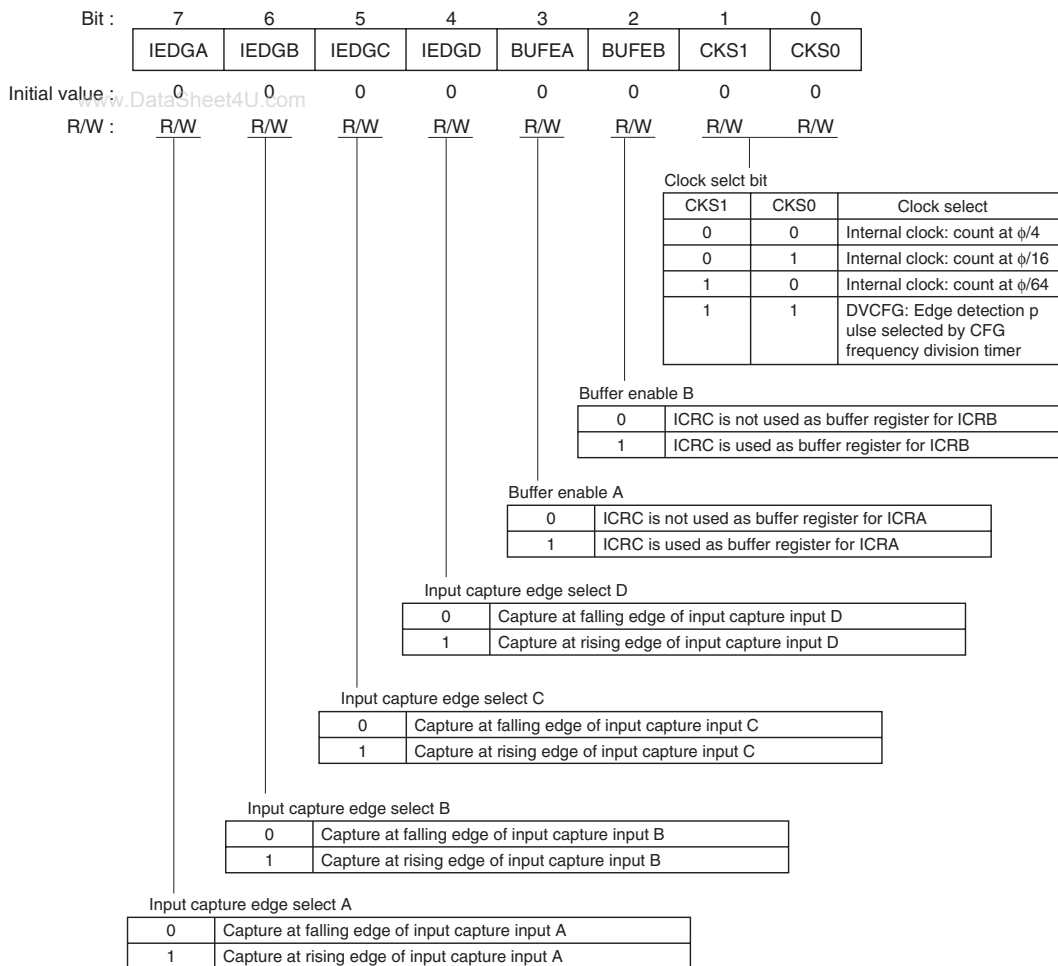 Bit : 7 6 5 4 3 2 1 0
IEDGA IEDGB IEDGC IEDGD BUFEA BUFEB CKS1 CKS0
Initial value : 0 0 0 0 0 0 0 0
www.DataSheet4U.com
R/W : R/W R/W R/W R/W R/W R/W R/W R/W
Clock selct bit
CKS1 CKS0 Clock select
0 0 Internal clock: count at ϕ/4
0 1 Internal clock: count at ϕ/16
1 0 Internal clock: count at ϕ/64
1 1 DVCFG: Edge detection p
ulse selected by CFG
frequency division timer
Buffer enable B
0 ICRC is not used as buffer register for ICRB
1 ICRC is used as buffer register for ICRB
Buffer enable A
0 ICRC is not used as buffer register for ICRA
1 ICRC is used as buffer register for ICRA
Input capture edge select D
0 Capture at falling edge of input capture input D
1 Capture at rising edge of input capture input D
Input capture edge select C
0 Capture at falling edge of input capture input C
1 Capture at rising edge of input capture input C
Input capture edge select B
0 Capture at falling edge of input capture input B
1 Capture at rising edge of input capture input B
Input capture edge select A
0 Capture at falling edge of input capture input A
1 Capture at rising edge of input capture input A